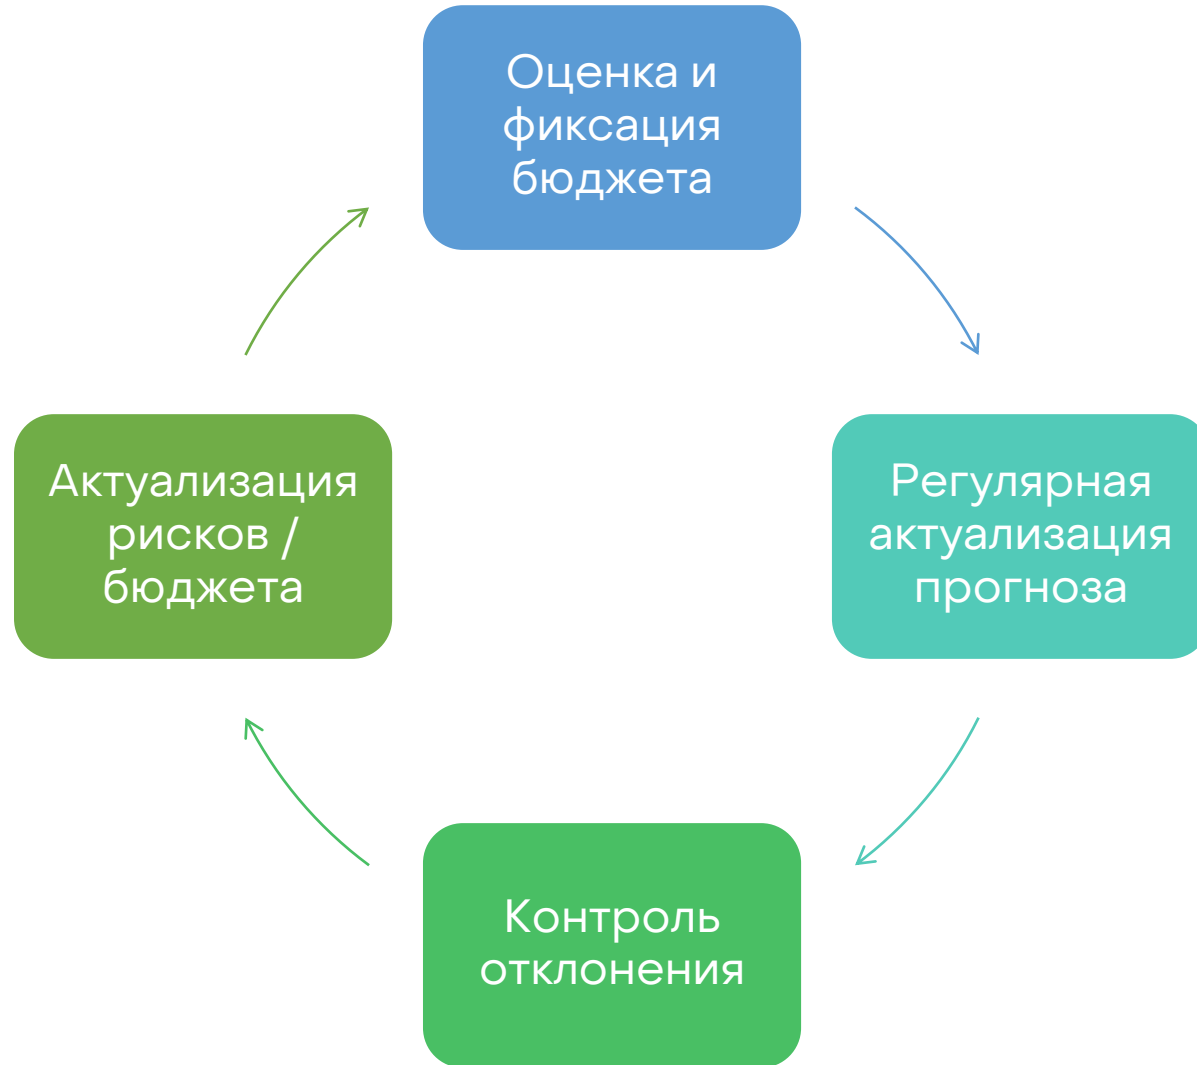 Оценка и
фиксация
бюджета
Регулярная
актуализация
прогноза
Контроль
отклонения
Актуализация
рисков /
бюджета